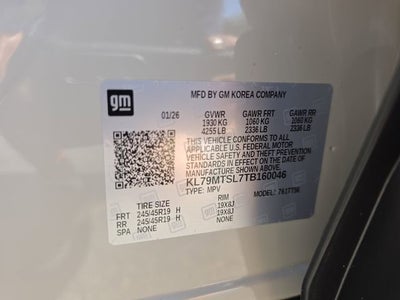 gm
MFD BY GM KOREA COMPANY
01/26 GVWR GAWR FRT GAWR RR
1930 KG 1060 KG 1060 KG
4255 LB 2336 LB 2336 LB
THIS VEHICLE CONFORMS TO ALL
APPLICABLE U.S. FEDERAL MOTOR
VEHICLE SAFETY AND THEFT PREVENTION
STANDARDS IN EFFECT ON THE DATE OF
MANUFACTURE SHOWN ABOVE.
KL79MTSL7TB160046
TYPE: MPV MODEL: 761TT56
TIRE SIZE RIM
FRT 245/45R19 H 19X8J
RR 245/45R19 H 19X8J
SPA NONE NONE